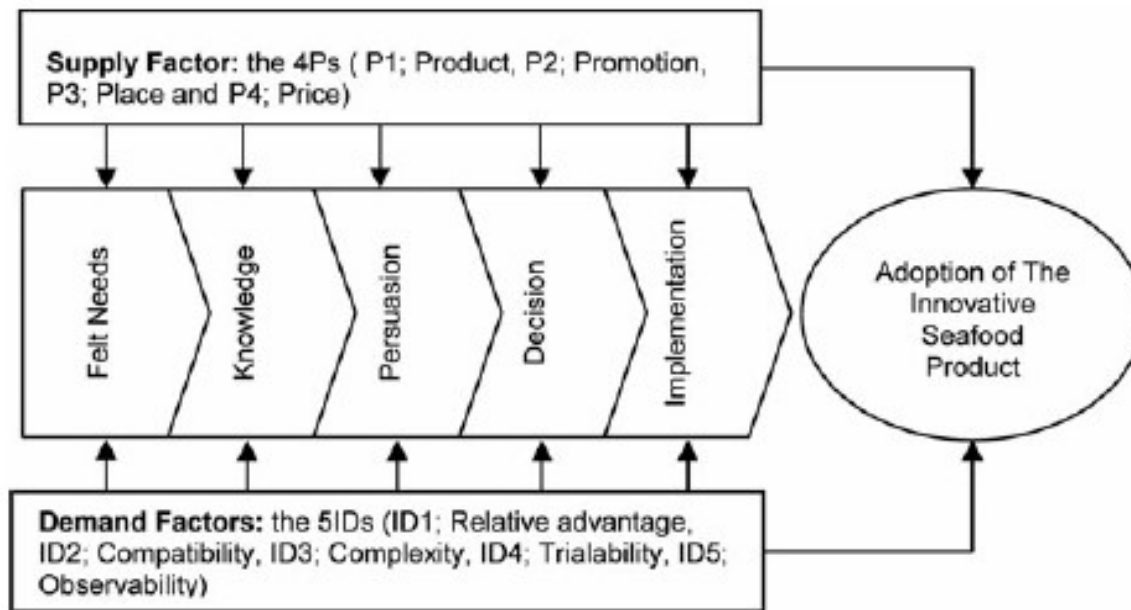 Supply Factor: the 4Ps ( P1; Product, P2; Promotion,
P3; Place and P4; Price)
Felt Needs
Knowledge
Persuasion
Decision
Implementation
Adoption of The
Innovative
Seafood
Product
Demand Factors: the 5IDs (ID1; Relative advantage,
ID2; Compatibility, ID3; Complexity, ID4; Trialability, ID5;
Observability)